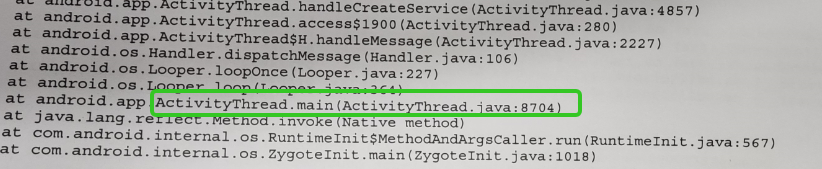 at android.app.ActivityThread.handleCreateService(ActivityThread.java:4857)
at android.app.ActivityThread.access$1900(ActivityThread.java:280)
at android.app.ActivityThread$H.handleMessage(ActivityThread.java:2227)
at android.os.Handler.dispatchMessage(Handler.java:106)
at android.os.Looper.loopOnce(Looper.java:227)
at android.os.Looper.loop(Looper.java:364)
at android.app.ActivityThread.main(ActivityThread.java:8704)
at java.lang.reflect.Method.invoke(Native method)
at com.android.internal.os.RuntimeInit$MethodAndArgsCaller.run(RuntimeInit.java:567)
at com.android.internal.os.ZygoteInit.main(ZygoteInit.java:1018)